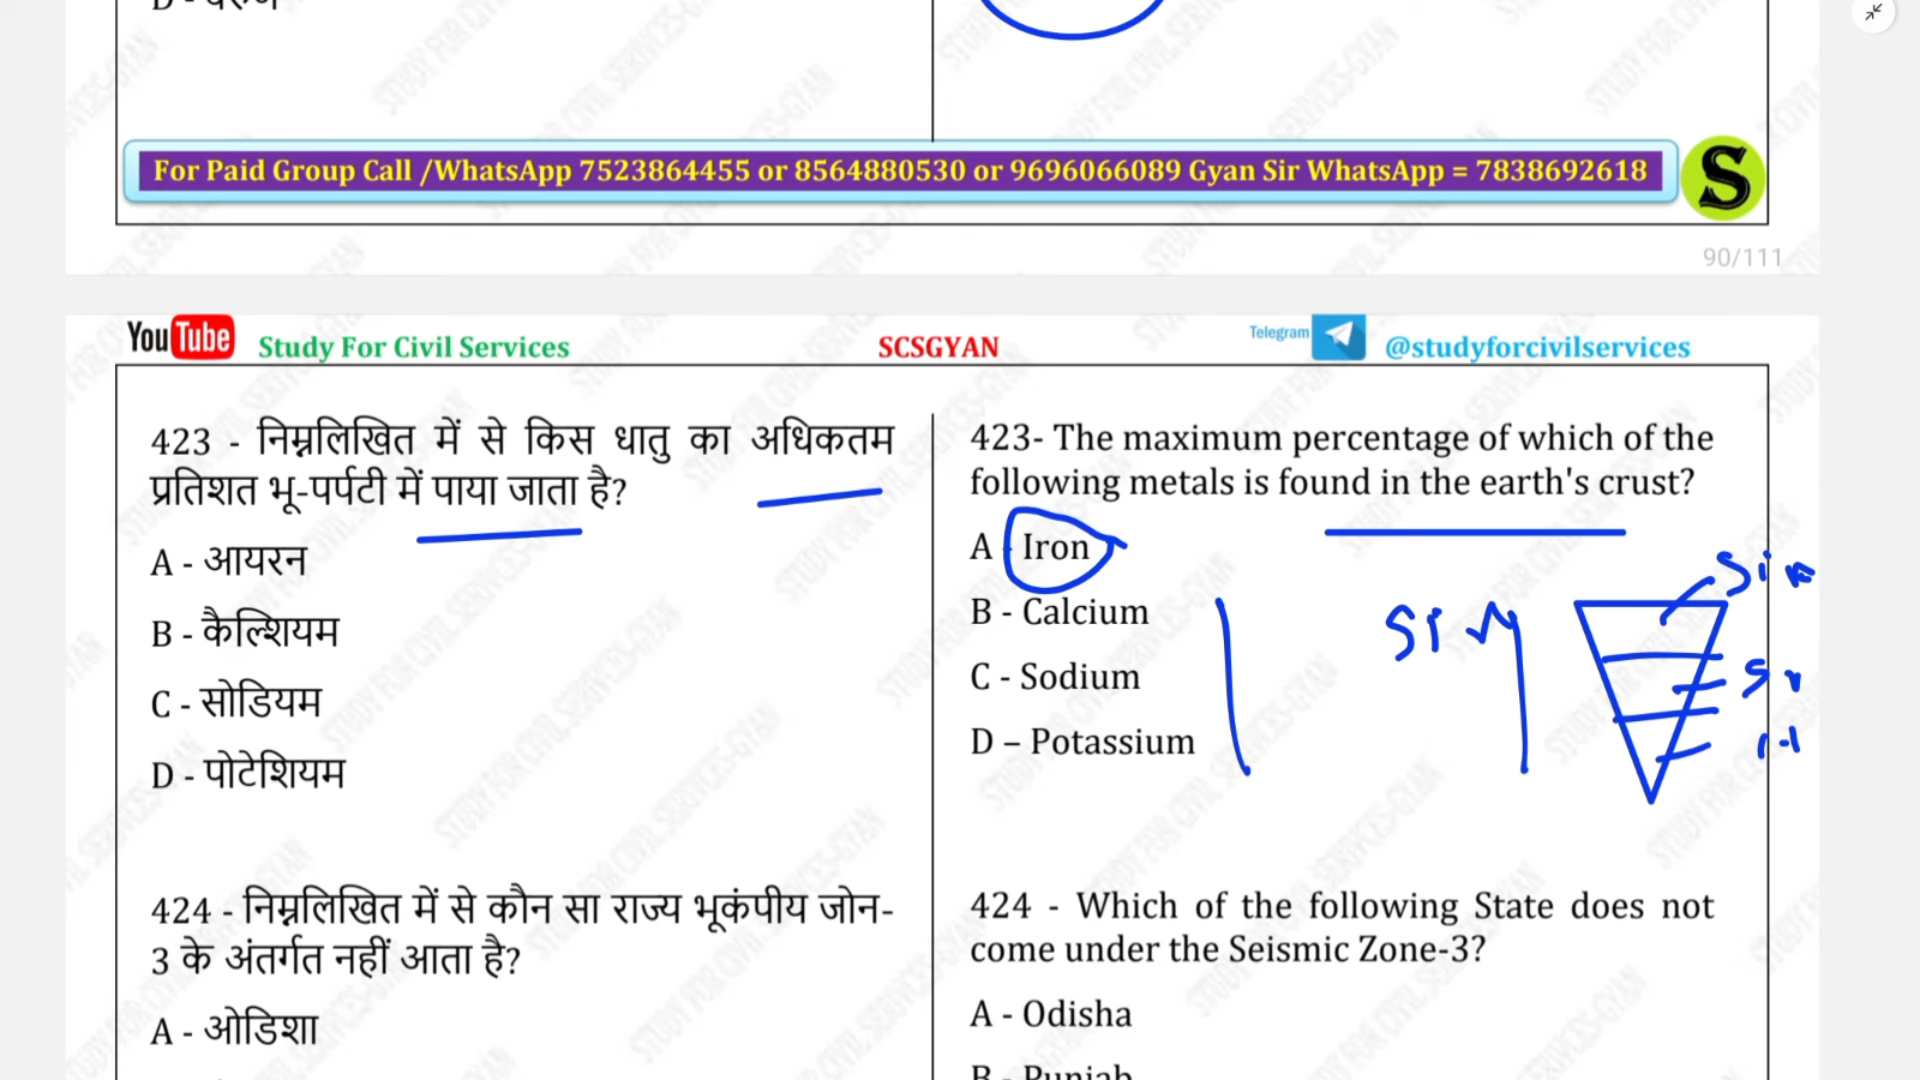 For Paid Group Call /WhatsApp 7523864455 or 8564880530 or 9696066089 Gyan Sir WhatsApp = 7838692618
S
90/111
YouTube Study For Civil Services SCSGYAN Telegram @studyforcivilservices
423 - निम्नलिखित में से किस धातु का अधिकतम
प्रतिशत भू-पर्पटी में पाया जाता है?
A - आयरन
B - कैल्शियम
C - सोडियम
D - पोटेशियम
424 - निम्नलिखित में से कौन सा राज्य भूकंपीय जोन-
3 के अंतर्गत नहीं आता है?
A - ओडिशा
423- The maximum percentage of which of the
following metals is found in the earth's crust?
A - Iron
B - Calcium
C - Sodium
D – Potassium
424 - Which of the following State does not
come under the Seismic Zone-3?
A - Odisha
B - Punjab